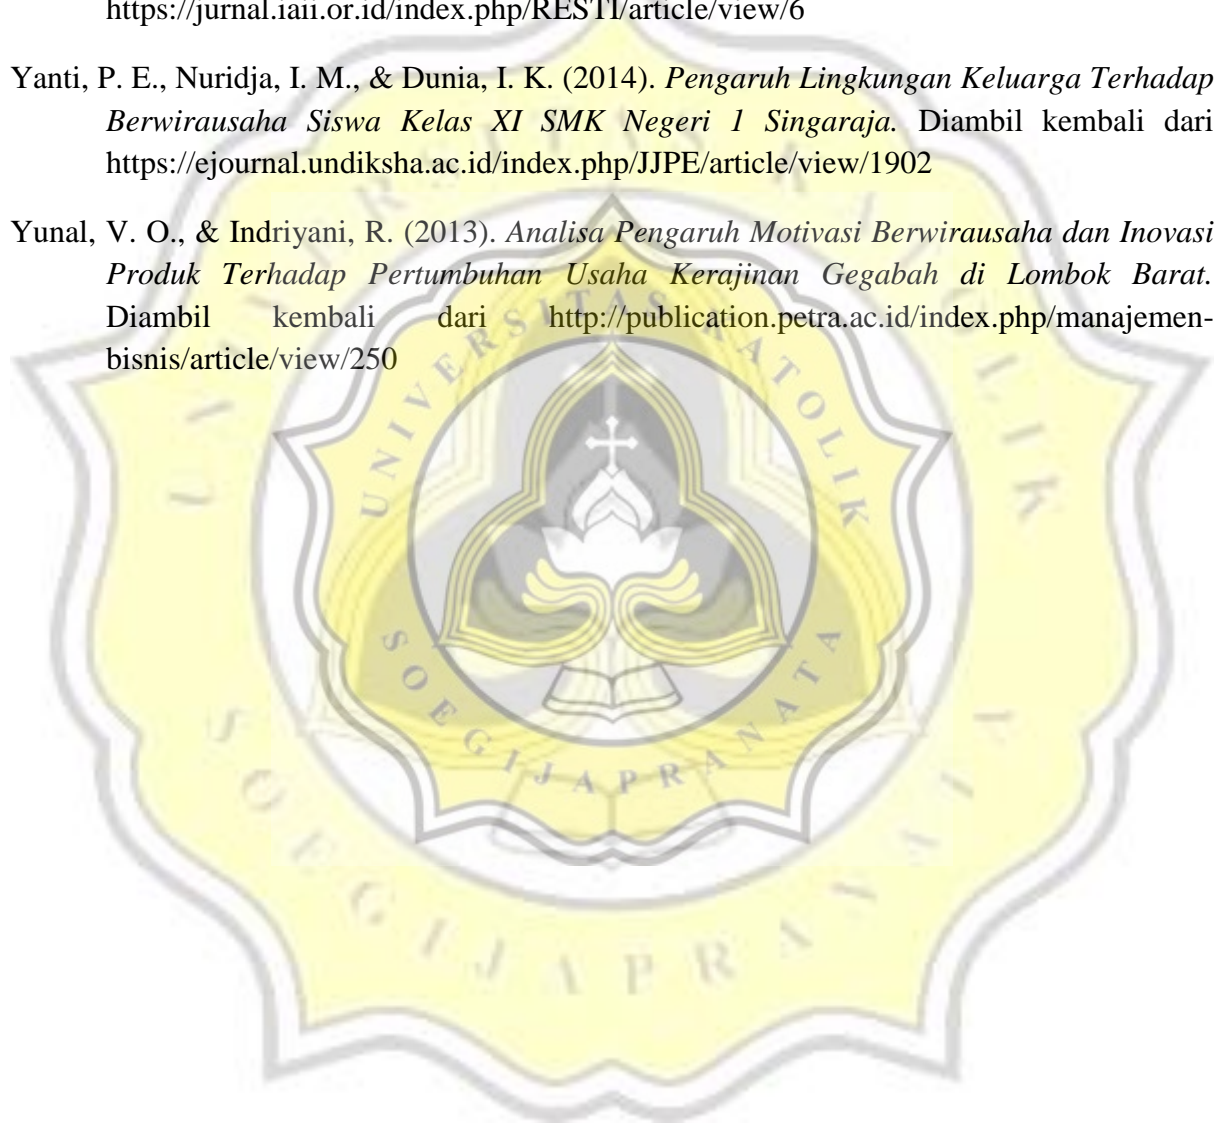 https://jurnal.iaii.or.id/index.php/RESTI/article/view/6
Yanti, P. E., Nuridja, I. M., & Dunia, I. K. (2014). Pengaruh Lingkungan Keluarga Terhadap
Berwirausaha Siswa Kelas XI SMK Negeri 1 Singaraja. Diambil kembali dari
https://ejournal.undiksha.ac.id/index.php/JJPE/article/view/1902
Yunal, V. O., & Indriyani, R. (2013). Analisa Pengaruh Motivasi Berwirausaha dan Inovasi
Produk Terhadap Pertumbuhan Usaha Kerajinan Gegabah di Lombok Barat.
Diambil kembali dari http://publication.petra.ac.id/index.php/manajemen-
bisnis/article/view/250
UNIVERSITAS KATOLIK
SOEGIJAPRANATA
UNIVERSITAS KATOLIK
SOEGIJAPRANATA